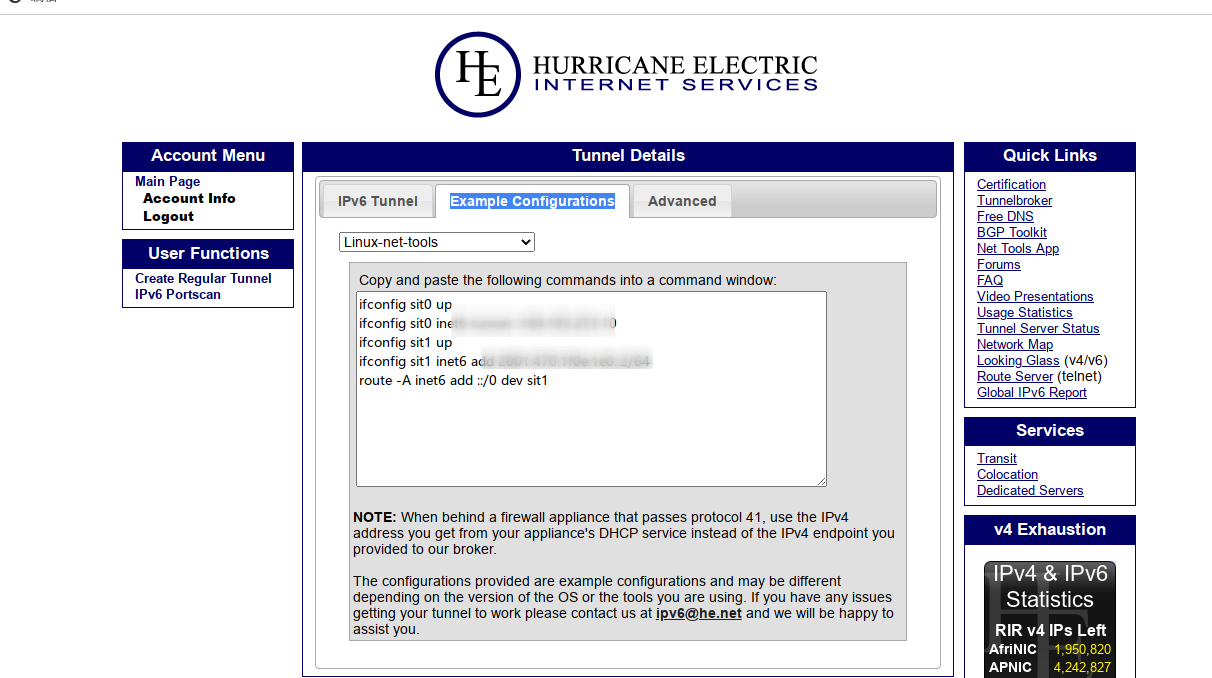 HE
HURRICANE ELECTRIC
INTERNET SERVICES
Account Menu
Main Page
Account Info
Logout
User Functions
Create Regular Tunnel
IPv6 Portscan
Tunnel Details
IPv6 Tunnel
Example Configurations
Advanced
Linux-net-tools
Copy and paste the following commands into a command window:
ifconfig sit0 up
ifconfig sit0
ifconfig sit1 up
ifconfig sit1 inet6 add
route -A inet6 add ::/0 dev sit1
NOTE: When behind a firewall appliance that passes protocol 41, use the IPv4
address you get from your appliance's DHCP service instead of the IPv4 endpoint you
provided to our broker.
The configurations provided are example configurations and may be different
depending on the version of the OS or the tools you are using. If you have any issues
getting your tunnel to work please contact us at ipv6@he.net and we will be happy to
assist you.
Quick Links
Certification
Tunnelbroker
Free DNS
BGP Toolkit
Net Tools App
Forums
FAQ
Video Presentations
Usage Statistics
Tunnel Server Status
Network Map
Looking Glass (v4/v6)
Route Server (telnet)
Global IPv6 Report
Services
Transit
Colocation
Dedicated Servers
v4 Exhaustion
IPv4 & IPv6
Statistics
RIR v4 IPs Left
AfriNIC 1,950,820
APNIC 4,242,827